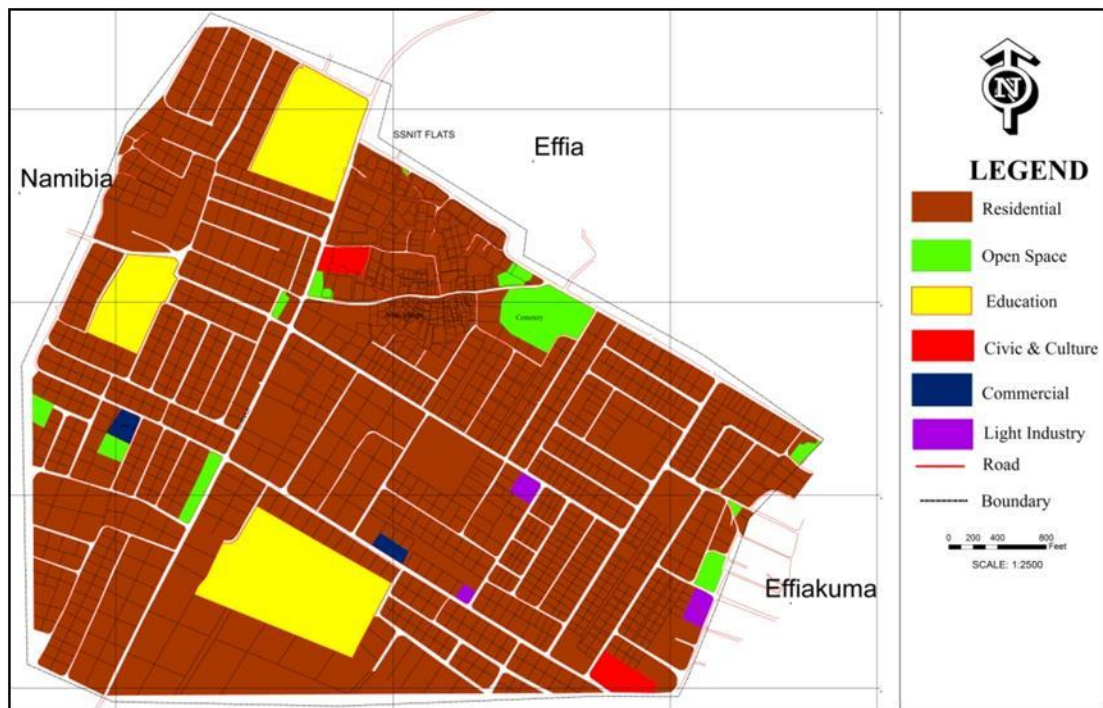 SSNIT FLATS
Effia
Namibia
Cemetery
Effiakuma
N
LEGEND
Residential
Open Space
Education
Civic & Culture
Commercial
Light Industry
Road
Boundary
0 200 400 800
Feet
SCALE: 1:2500